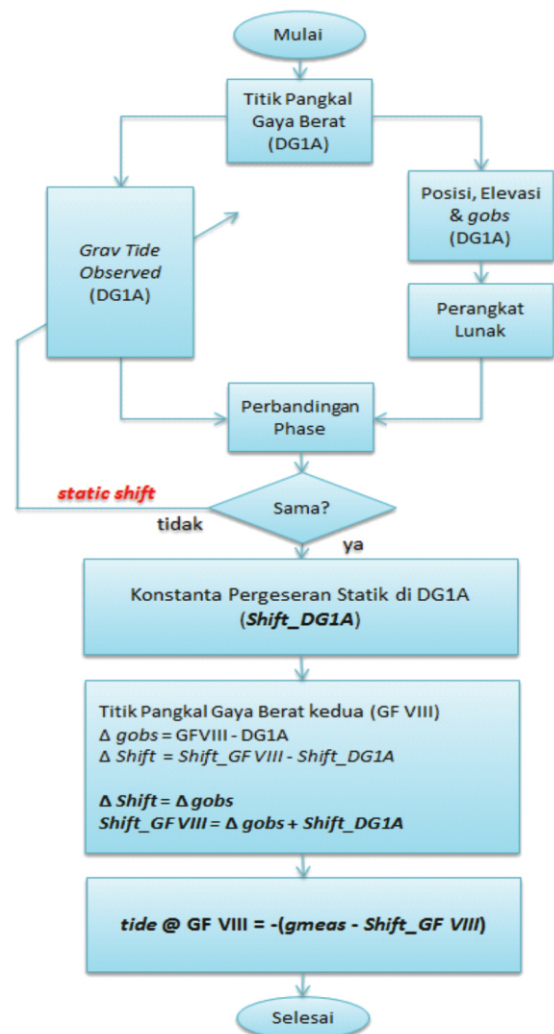 Mulai
Titik Pangkal
Gaya Berat
(DG1A)
Grav Tide
Observed
(DG1A)
Posisi, Elevasi
& gobs
(DG1A)
Perangkat
Lunak
Perbandingan
Phase
static shift
tidak
Sama?
ya
Konstanta Pergeseran Statik di DG1A
(Shift_DG1A)
Titik Pangkal Gaya Berat kedua (GF VIII)
Δ gobs = GFVIII - DG1A
Δ Shift = Shift_GF VIII - Shift_DG1A
Δ Shift = Δ gobs
Shift_GF VIII = Δ gobs + Shift_DG1A
tide @ GF VIII = -(gmeas - Shift_GF VIII)
Selesai